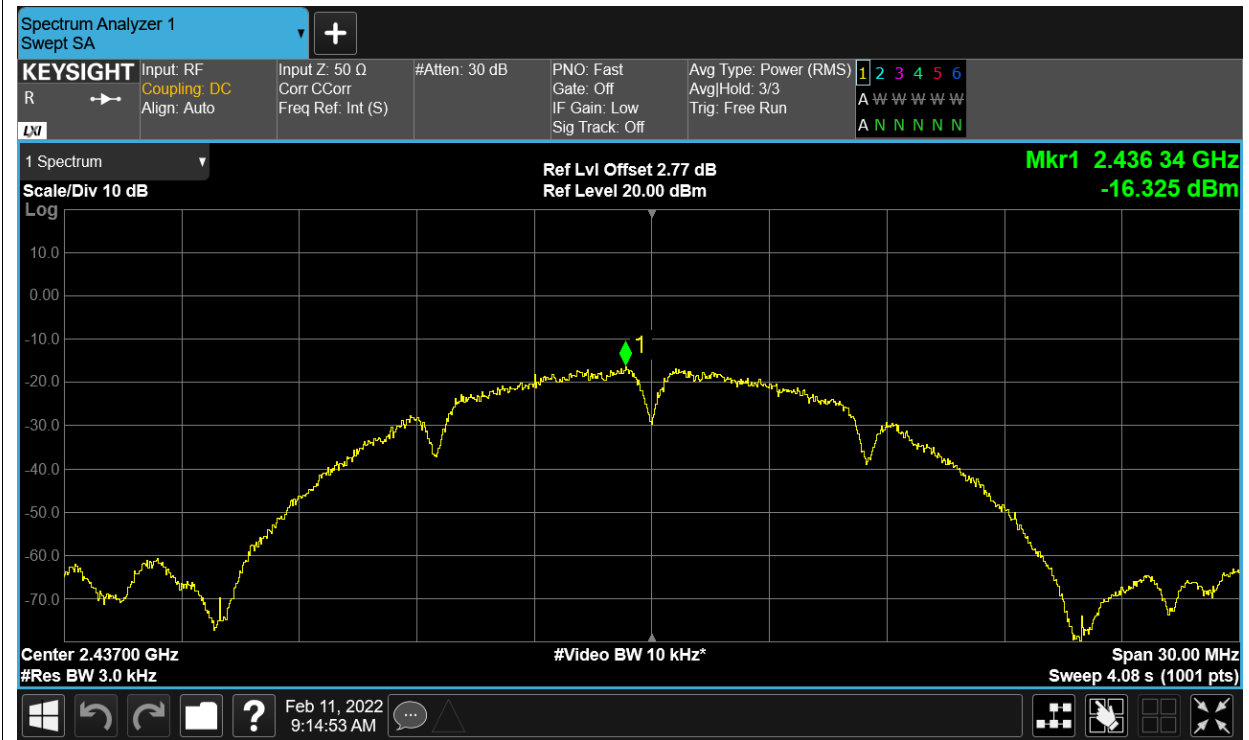 Spectrum Analyzer 1
Swept SA
KEYSIGHT
R
LXI
Input: RF
Coupling: DC
Align: Auto
Input Z: 50 Ω
Corr CCorr
Freq Ref: Int (S)
#Atten: 30 dB
PNO: Fast
Gate: Off
IF Gain: Low
Sig Track: Off
Avg Type: Power (RMS)
Avg|Hold: 3/3
Trig: Free Run
1 2 3 4 5 6
A W W W W W
A N N N N N
1 Spectrum
Scale/Div 10 dB
Log
Ref Lvl Offset 2.77 dB
Ref Level 20.00 dBm
Mkr1 2.436 34 GHz
-16.325 dBm
10.0
0.00
-10.0
-20.0
-30.0
-40.0
-50.0
-60.0
-70.0
1
Center 2.43700 GHz
#Res BW 3.0 kHz
#Video BW 10 kHz*
Span 30.00 MHz
Sweep 4.08 s (1001 pts)
?
Feb 11, 2022
9:14:53 AM